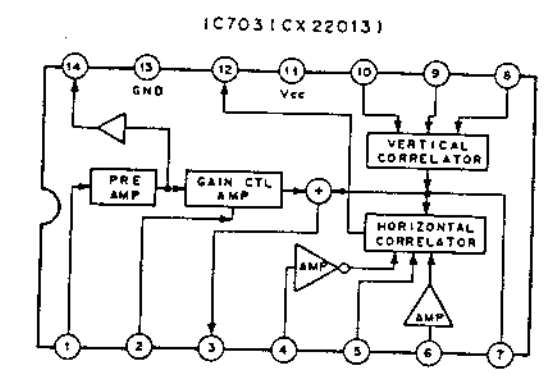 IC703(CX22013)
14 13 12 11 10 9 8
GND Vcc
VERTICAL
CORRELATOR
PRE
AMP
GAIN CTL
AMP
+
HORIZONTAL
CORRELATOR
AMP
AMP
1 2 3 4 5 6 7